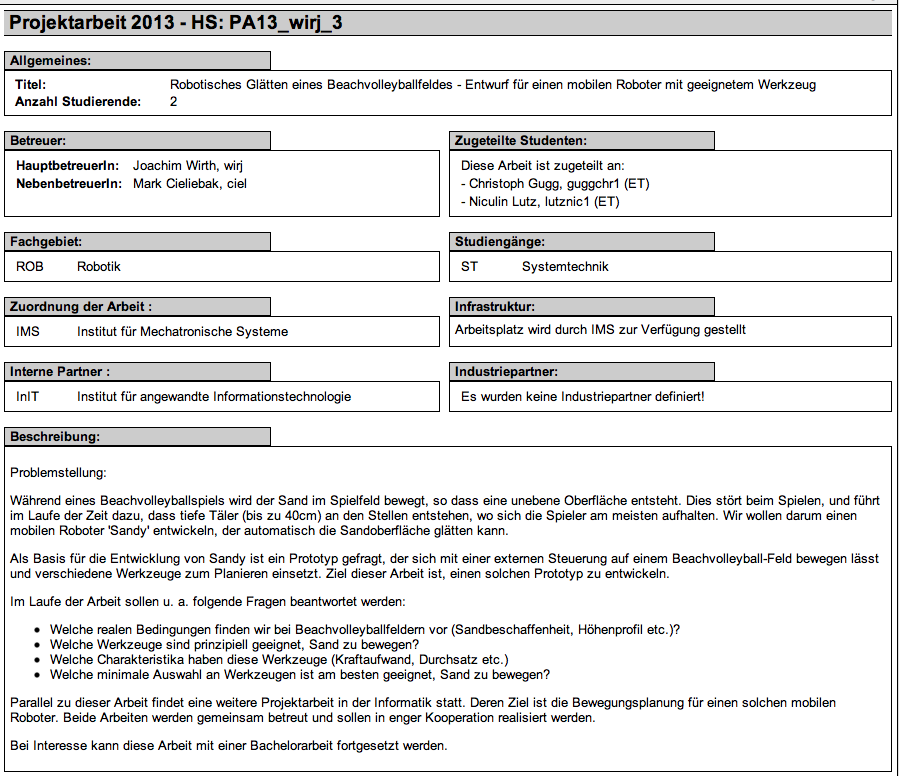 Projektarbeit 2013 - HS: PA13_wirj_3
Allgemeines:
Titel: Robotisches Glätten eines Beachvolleyballfeldes - Entwurf für einen mobilen Roboter mit geeignetem Werkzeug
Anzahl Studierende: 2
Betreuer:
HauptbetreuerIn: Joachim Wirth, wirj
NebenbetreuerIn: Mark Cieliebak, ciel
Zugeteilte Studenten:
Diese Arbeit ist zugeteilt an:
- Christoph Gugg, guggchr1 (ET)
- Niculin Lutz, lutznic1 (ET)
Fachgebiet:
ROB Robotik
Studiengänge:
ST Systemtechnik
Zuordnung der Arbeit :
IMS Institut für Mechatronische Systeme
Infrastruktur:
Arbeitsplatz wird durch IMS zur Verfügung gestellt
Interne Partner :
InIT Institut für angewandte Informationstechnologie
Industriepartner:
Es wurden keine Industriepartner definiert!
Beschreibung:
Problemstellung:
Während eines Beachvolleyballspiels wird der Sand im Spielfeld bewegt, so dass eine unebene Oberfläche entsteht. Dies stört beim Spielen, und führt
im Laufe der Zeit dazu, dass tiefe Täler (bis zu 40cm) an den Stellen entstehen, wo sich die Spieler am meisten aufhalten. Wir wollen darum einen
mobilen Roboter 'Sandy' entwickeln, der automatisch die Sandoberfläche glätten kann.
Als Basis für die Entwicklung von Sandy ist ein Prototyp gefragt, der sich mit einer externen Steuerung auf einem Beachvolleyball-Feld bewegen lässt
und verschiedene Werkzeuge zum Planieren einsetzt. Ziel dieser Arbeit ist, einen solchen Prototyp zu entwickeln.
Im Laufe der Arbeit sollen u. a. folgende Fragen beantwortet werden:
• Welche realen Bedingungen finden wir bei Beachvolleyballfeldern vor (Sandbeschaffenheit, Höhenprofil etc.)?
• Welche Werkzeuge sind prinzipiell geeignet, Sand zu bewegen?
• Welche Charakteristika haben diese Werkzeuge (Kraftaufwand, Durchsatz etc.)
• Welche minimale Auswahl an Werkzeugen ist am besten geeignet, Sand zu bewegen?
Parallel zu dieser Arbeit findet eine weitere Projektarbeit in der Informatik statt. Deren Ziel ist die Bewegungsplanung für einen solchen mobilen
Roboter. Beide Arbeiten werden gemeinsam betreut und sollen in enger Kooperation realisiert werden.
Bei Interesse kann diese Arbeit mit einer Bachelorarbeit fortgesetzt werden.